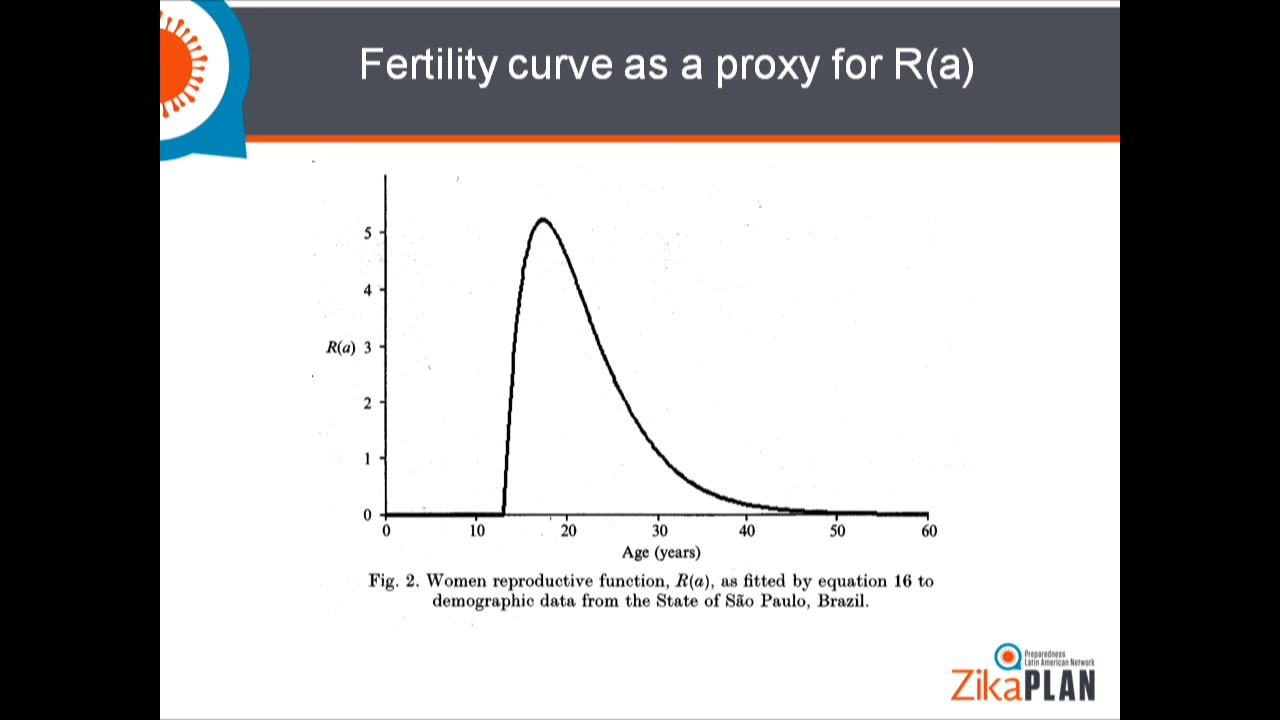 Fertility curve as a proxy for R(a)
5
4
R(a) 3
2
1
0
0 10 20 30 40 50 60
Age (years)
Fig. 2. Women reproductive function, R(a), as fitted by equation 16 to
demographic data from the State of São Paulo, Brazil.
Preparedness
Latin American Network
ZikaPLAN